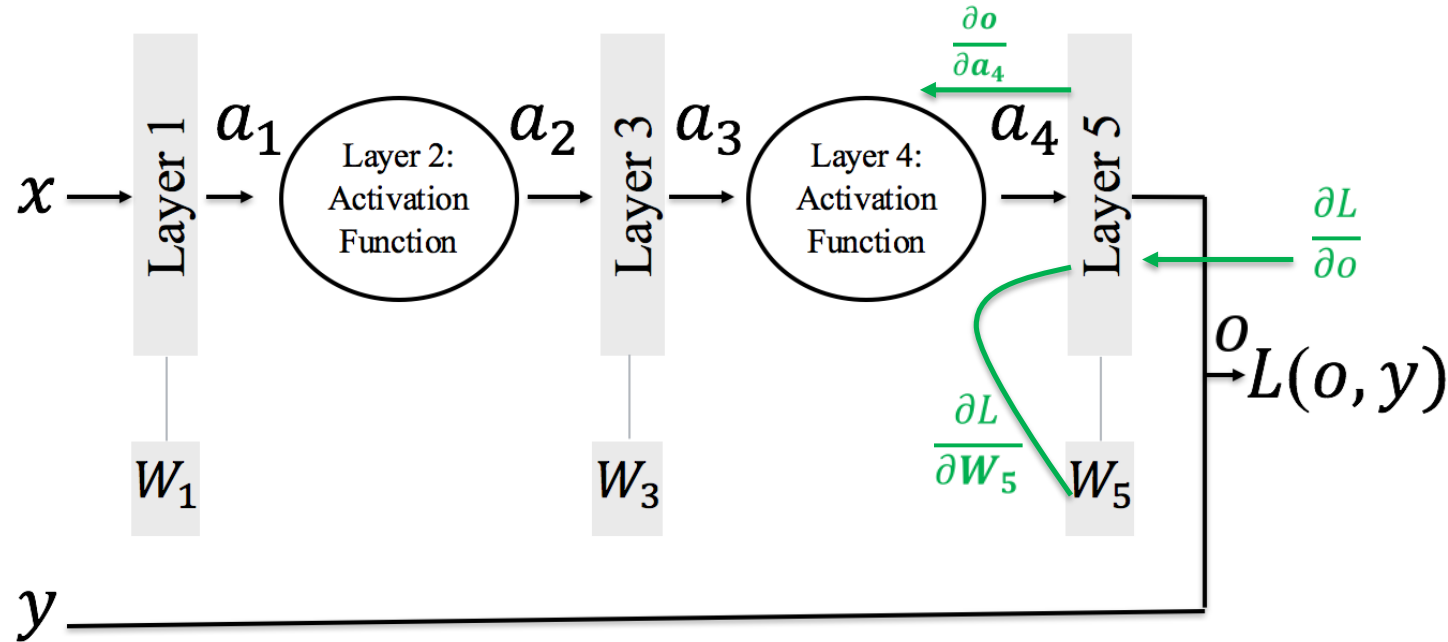 x
Layer 1
a₁
Layer 2:
Activation
Function
a₂
Layer 3
a₃
Layer 4:
Activation
Function
a₄
∂o
∂a₄
Layer 5
∂L
∂o
o
L(o, y)
∂L
∂W₅
W₁
W₃
W₅
y